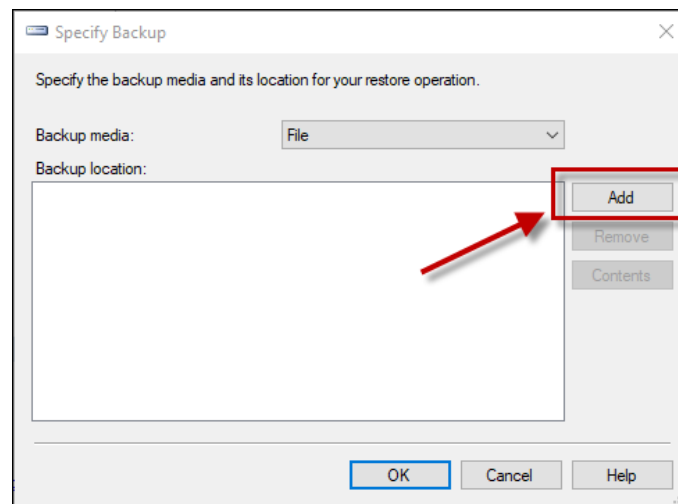 Specify Backup
Specify the backup media and its location for your restore operation.
Backup media:
File
Backup location:
Add
Remove
Contents
OK
Cancel
Help